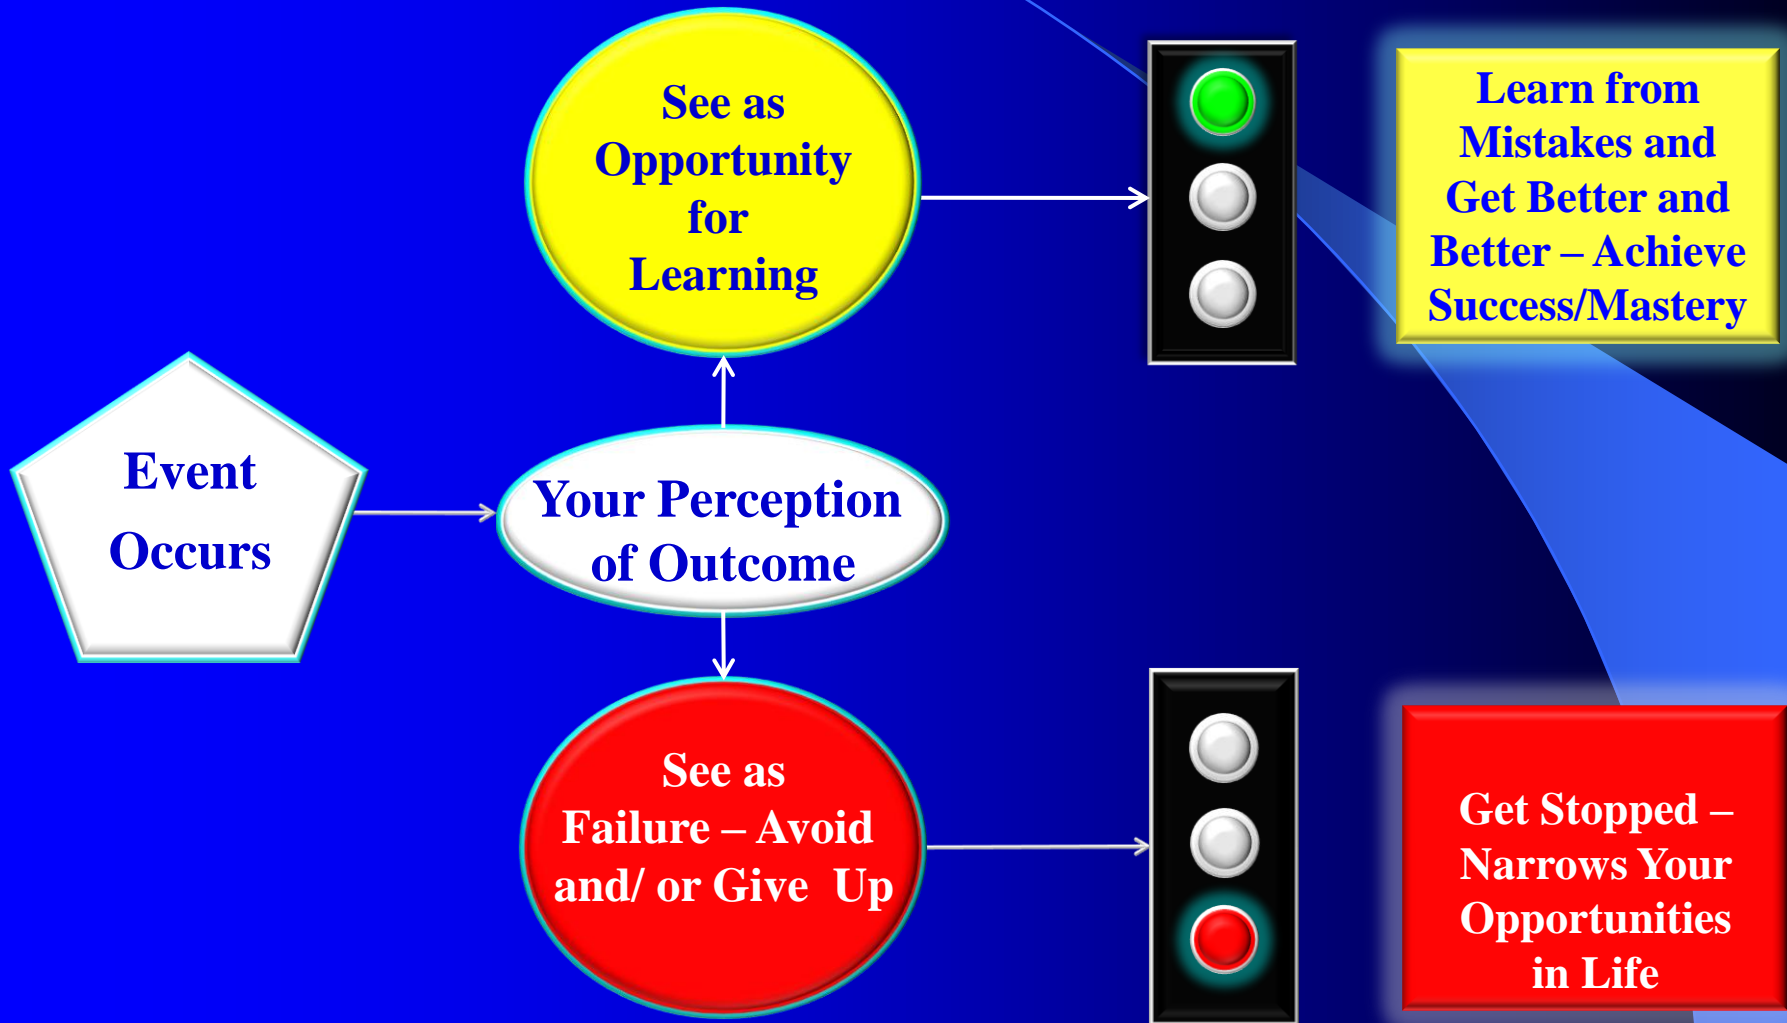 See as
Opportunity
for
Learning
Learn from
Mistakes and
Get Better and
Better – Achieve
Success/Mastery
Event
Occurs
Your Perception
of Outcome
See as
Failure – Avoid
and/ or Give  Up
Get Stopped –
Narrows Your
Opportunities
in Life